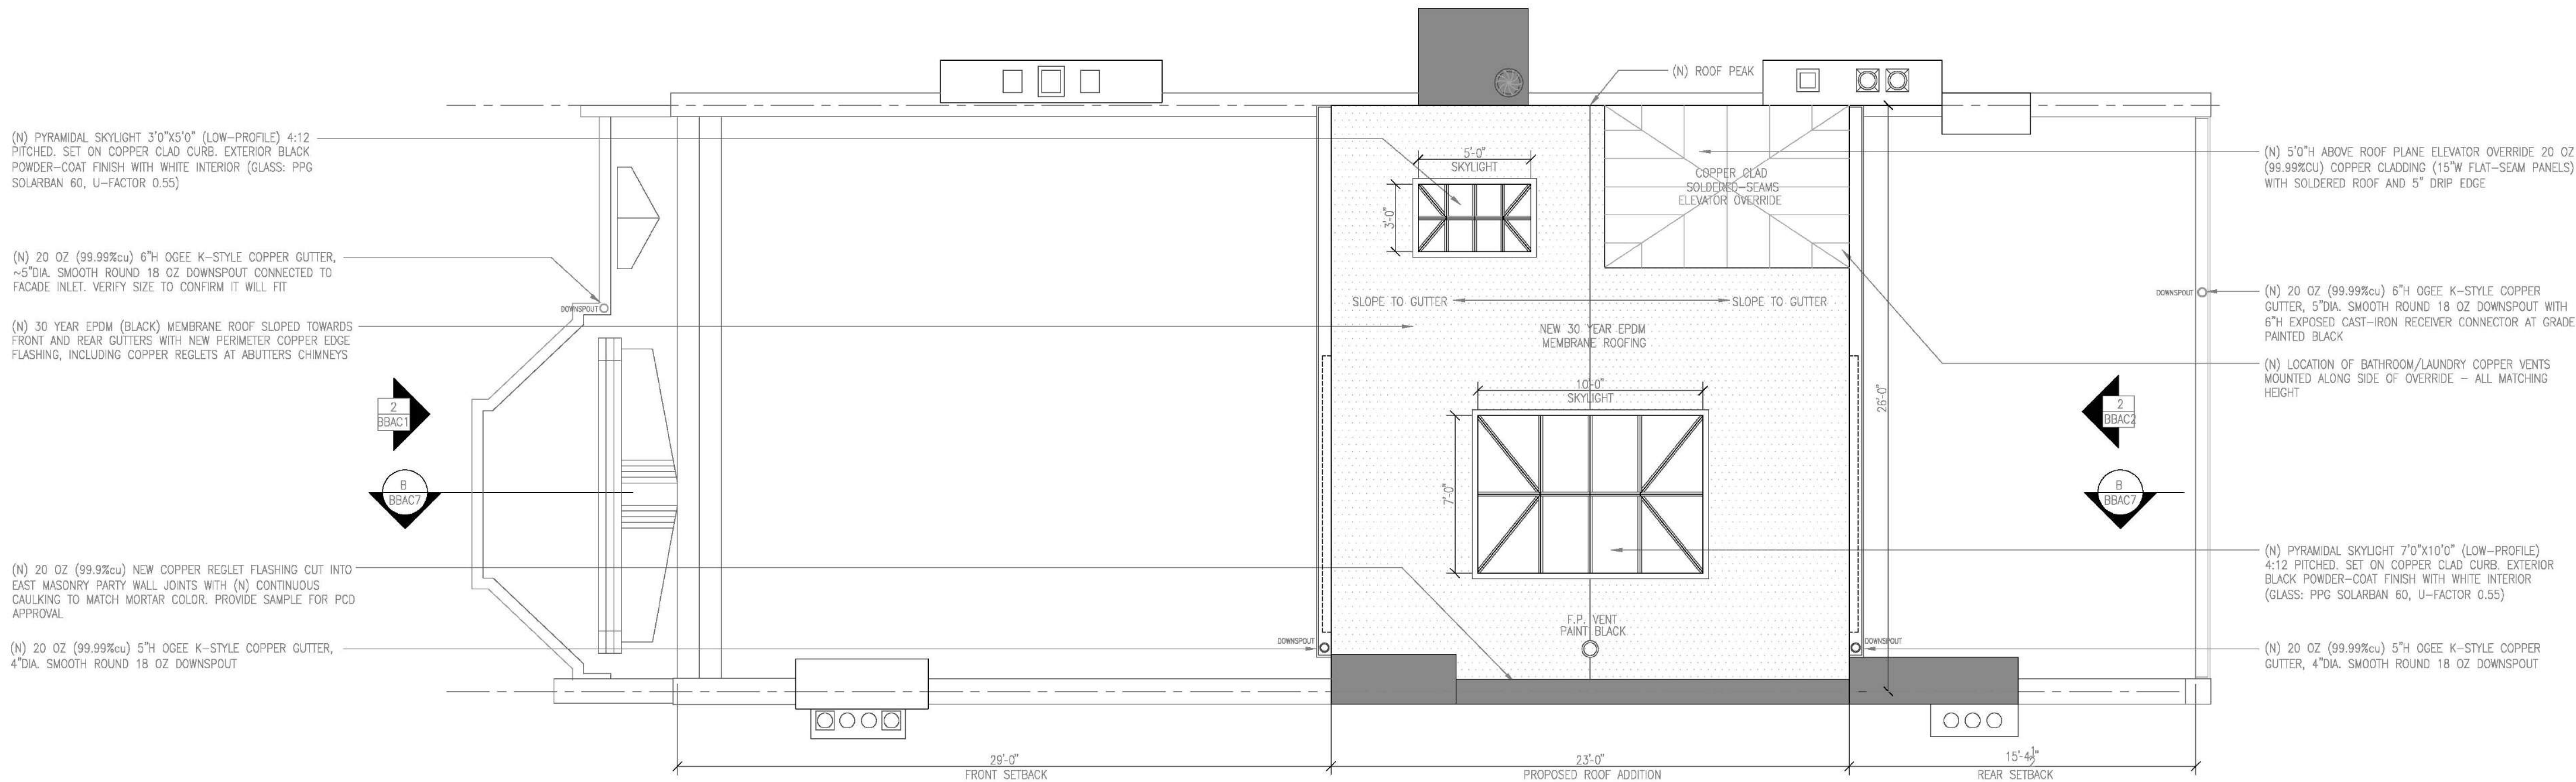 (N) PYRAMIDAL SKYLIGHT 3'0"X5'0" (LOW-PROFILE) 4:12
PITCHED. SET ON COPPER CLAD CURB. EXTERIOR BLACK
POWDER-COAT FINISH WITH WHITE INTERIOR (GLASS: PPG
SOLARBAN 60, U-FACTOR 0.55)
(N) 20 OZ (99.99%cu) 6"H OGEE K-STYLE COPPER GUTTER,
~5"DIA. SMOOTH ROUND 18 OZ DOWNSPOUT CONNECTED TO
FACADE INLET. VERIFY SIZE TO CONFIRM IT WILL FIT
(N) 30 YEAR EPDM (BLACK) MEMBRANE ROOF SLOPED TOWARDS
FRONT AND REAR GUTTERS WITH NEW PERIMETER COPPER EDGE
FLASHING, INCLUDING COPPER REGLETS AT ABUTTERS CHIMNEYS
2
BBAC1
B
BBAC7
(N) 20 OZ (99.9%cu) NEW COPPER REGLET FLASHING CUT INTO
EAST MASONRY PARTY WALL JOINTS WITH (N) CONTINUOUS
CAULKING TO MATCH MORTAR COLOR. PROVIDE SAMPLE FOR PCD
APPROVAL
(N) 20 OZ (99.99%cu) 5"H OGEE K-STYLE COPPER GUTTER,
4"DIA. SMOOTH ROUND 18 OZ DOWNSPOUT
DOWNSPOUT
(N) ROOF PEAK
5'-0"
SKYLIGHT
3'-0"
COPPER CLAD
SOLDERED-SEAMS
ELEVATOR OVERRIDE
SLOPE TO GUTTER
SLOPE TO GUTTER
NEW 30 YEAR EPDM
MEMBRANE ROOFING
10'-0"
SKYLIGHT
7'-0"
26'-0"
F.P. VENT
PAINT BLACK
DOWNSPOUT
DOWNSPOUT
29'-0"
FRONT SETBACK
23'-0"
PROPOSED ROOF ADDITION
15'-4½"
REAR SETBACK
(N) 5'0"H ABOVE ROOF PLANE ELEVATOR OVERRIDE 20 OZ
(99.99%CU) COPPER CLADDING (15"W FLAT-SEAM PANELS)
WITH SOLDERED ROOF AND 5" DRIP EDGE
DOWNSPOUT
(N) 20 OZ (99.99%cu) 6"H OGEE K-STYLE COPPER
GUTTER, 5"DIA. SMOOTH ROUND 18 OZ DOWNSPOUT WITH
6"H EXPOSED CAST-IRON RECEIVER CONNECTOR AT GRADE
PAINTED BLACK
(N) LOCATION OF BATHROOM/LAUNDRY COPPER VENTS
MOUNTED ALONG SIDE OF OVERRIDE - ALL MATCHING
HEIGHT
2
BBAC2
B
BBAC7
(N) PYRAMIDAL SKYLIGHT 7'0"X10'0" (LOW-PROFILE)
4:12 PITCHED. SET ON COPPER CLAD CURB. EXTERIOR
BLACK POWDER-COAT FINISH WITH WHITE INTERIOR
(GLASS: PPG SOLARBAN 60, U-FACTOR 0.55)
(N) 20 OZ (99.99%cu) 5"H OGEE K-STYLE COPPER
GUTTER, 4"DIA. SMOOTH ROUND 18 OZ DOWNSPOUT